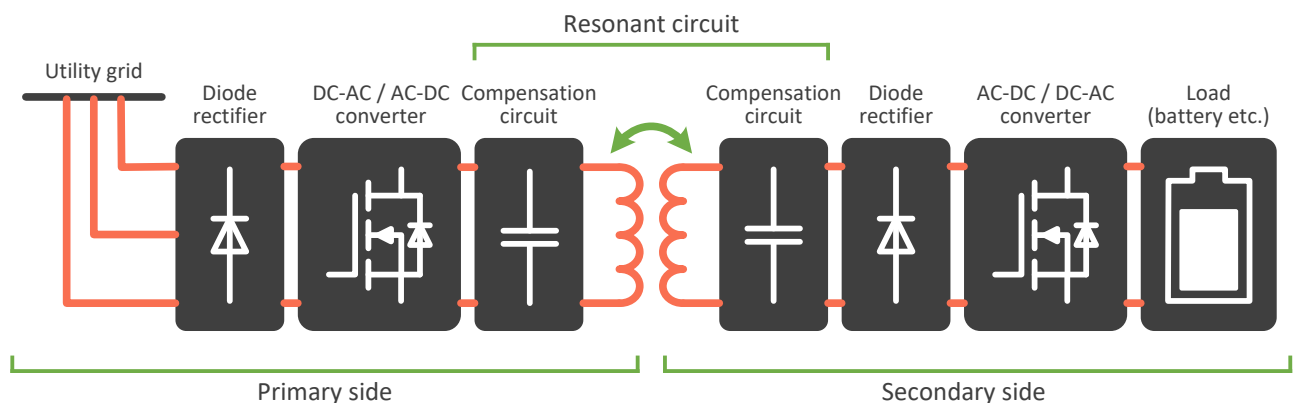 Resonant circuit
Utility grid
Diode
rectifier
DC-AC / AC-DC
converter
Compensation
circuit
Compensation
circuit
Diode
rectifier
AC-DC / DC-AC
converter
Load
(battery etc.)
Primary side
Secondary side